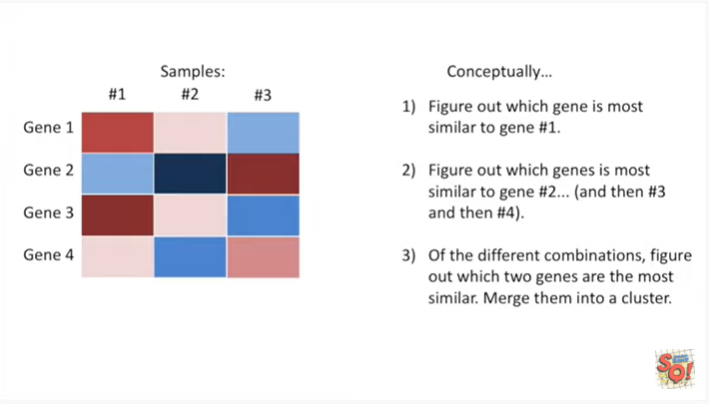 Samples:
#1 #2 #3
Gene 1
Gene 2
Gene 3
Gene 4
Conceptually...
1) Figure out which gene is most
similar to gene #1.
2) Figure out which genes is most
similar to gene #2... (and then #3
and then #4).
3) Of the different combinations, figure
out which two genes are the most
similar. Merge them into a cluster.
SQ!